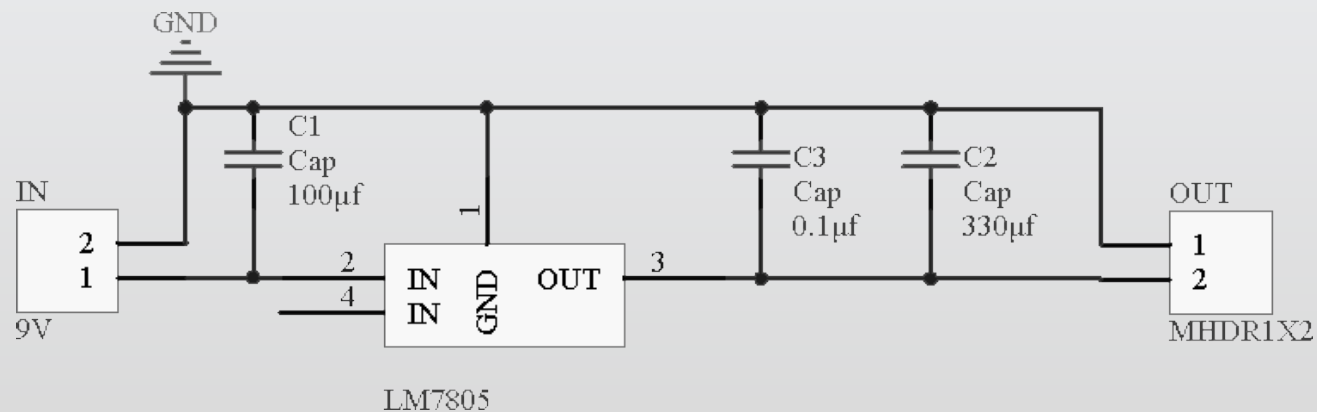 GND
C1
Cap
100µf
C3
Cap
0.1µf
C2
Cap
330µf
IN
2
1
9V
1
2
4
IN
IN
GND
OUT
3
LM7805
OUT
1
2
MHDR1X2